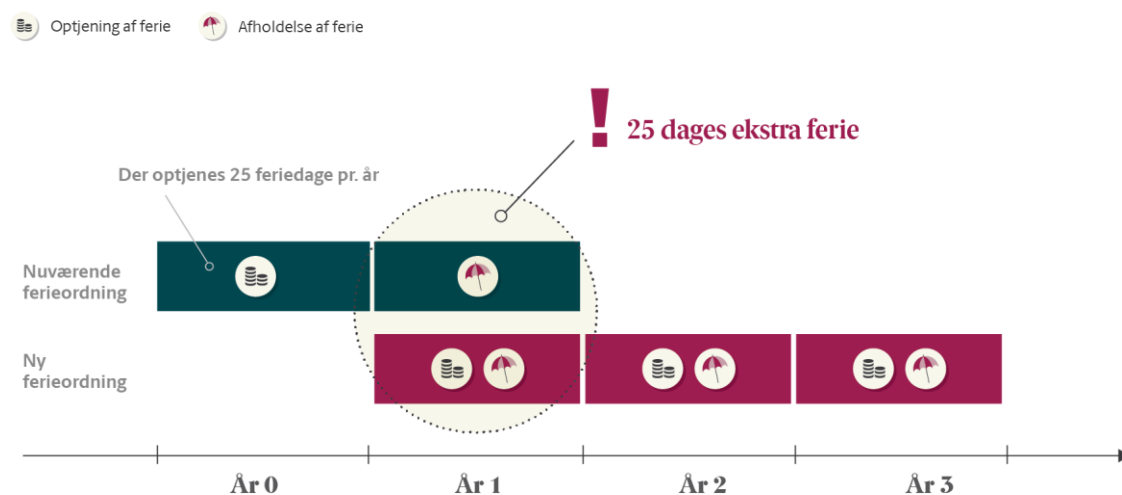 Optjening af ferie
Afholdelse af ferie
! 25 dages ekstra ferie
Der optjenes 25 feriedage pr. år
Nuværende
ferieordning
Ny
ferieordning
År 0
År 1
År 2
År 3